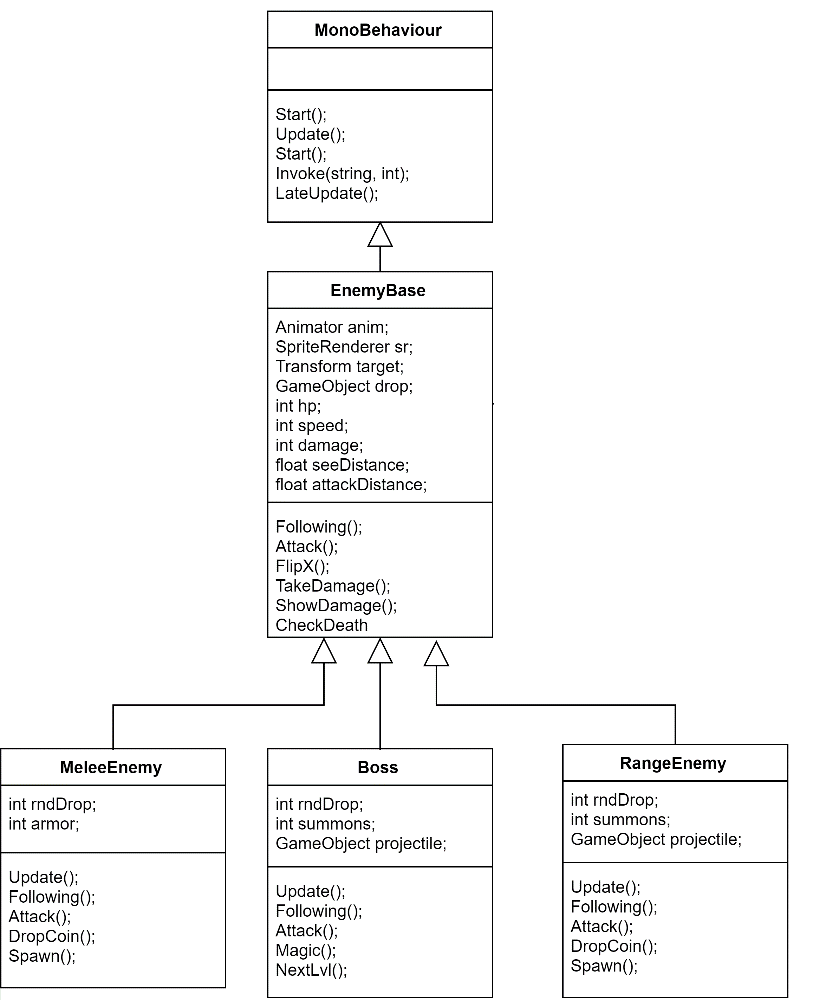 MonoBehaviour
Start();
Update();
Start();
Invoke(string, int);
LateUpdate();
EnemyBase
Animator anim;
SpriteRenderer sr;
Transform target;
GameObject drop;
int hp;
int speed;
int damage;
float seeDistance;
float attackDistance;
Following();
Attack();
FlipX();
TakeDamage();
ShowDamage();
CheckDeath
MeleeEnemy
int rndDrop;
int armor;
Update();
Following();
Attack();
DropCoin();
Spawn();
Boss
int rndDrop;
int summons;
GameObject projectile;
Update();
Following();
Attack();
Magic();
NextLvl();
RangeEnemy
int rndDrop;
int summons;
GameObject projectile;
Update();
Following();
Attack();
DropCoin();
Spawn();